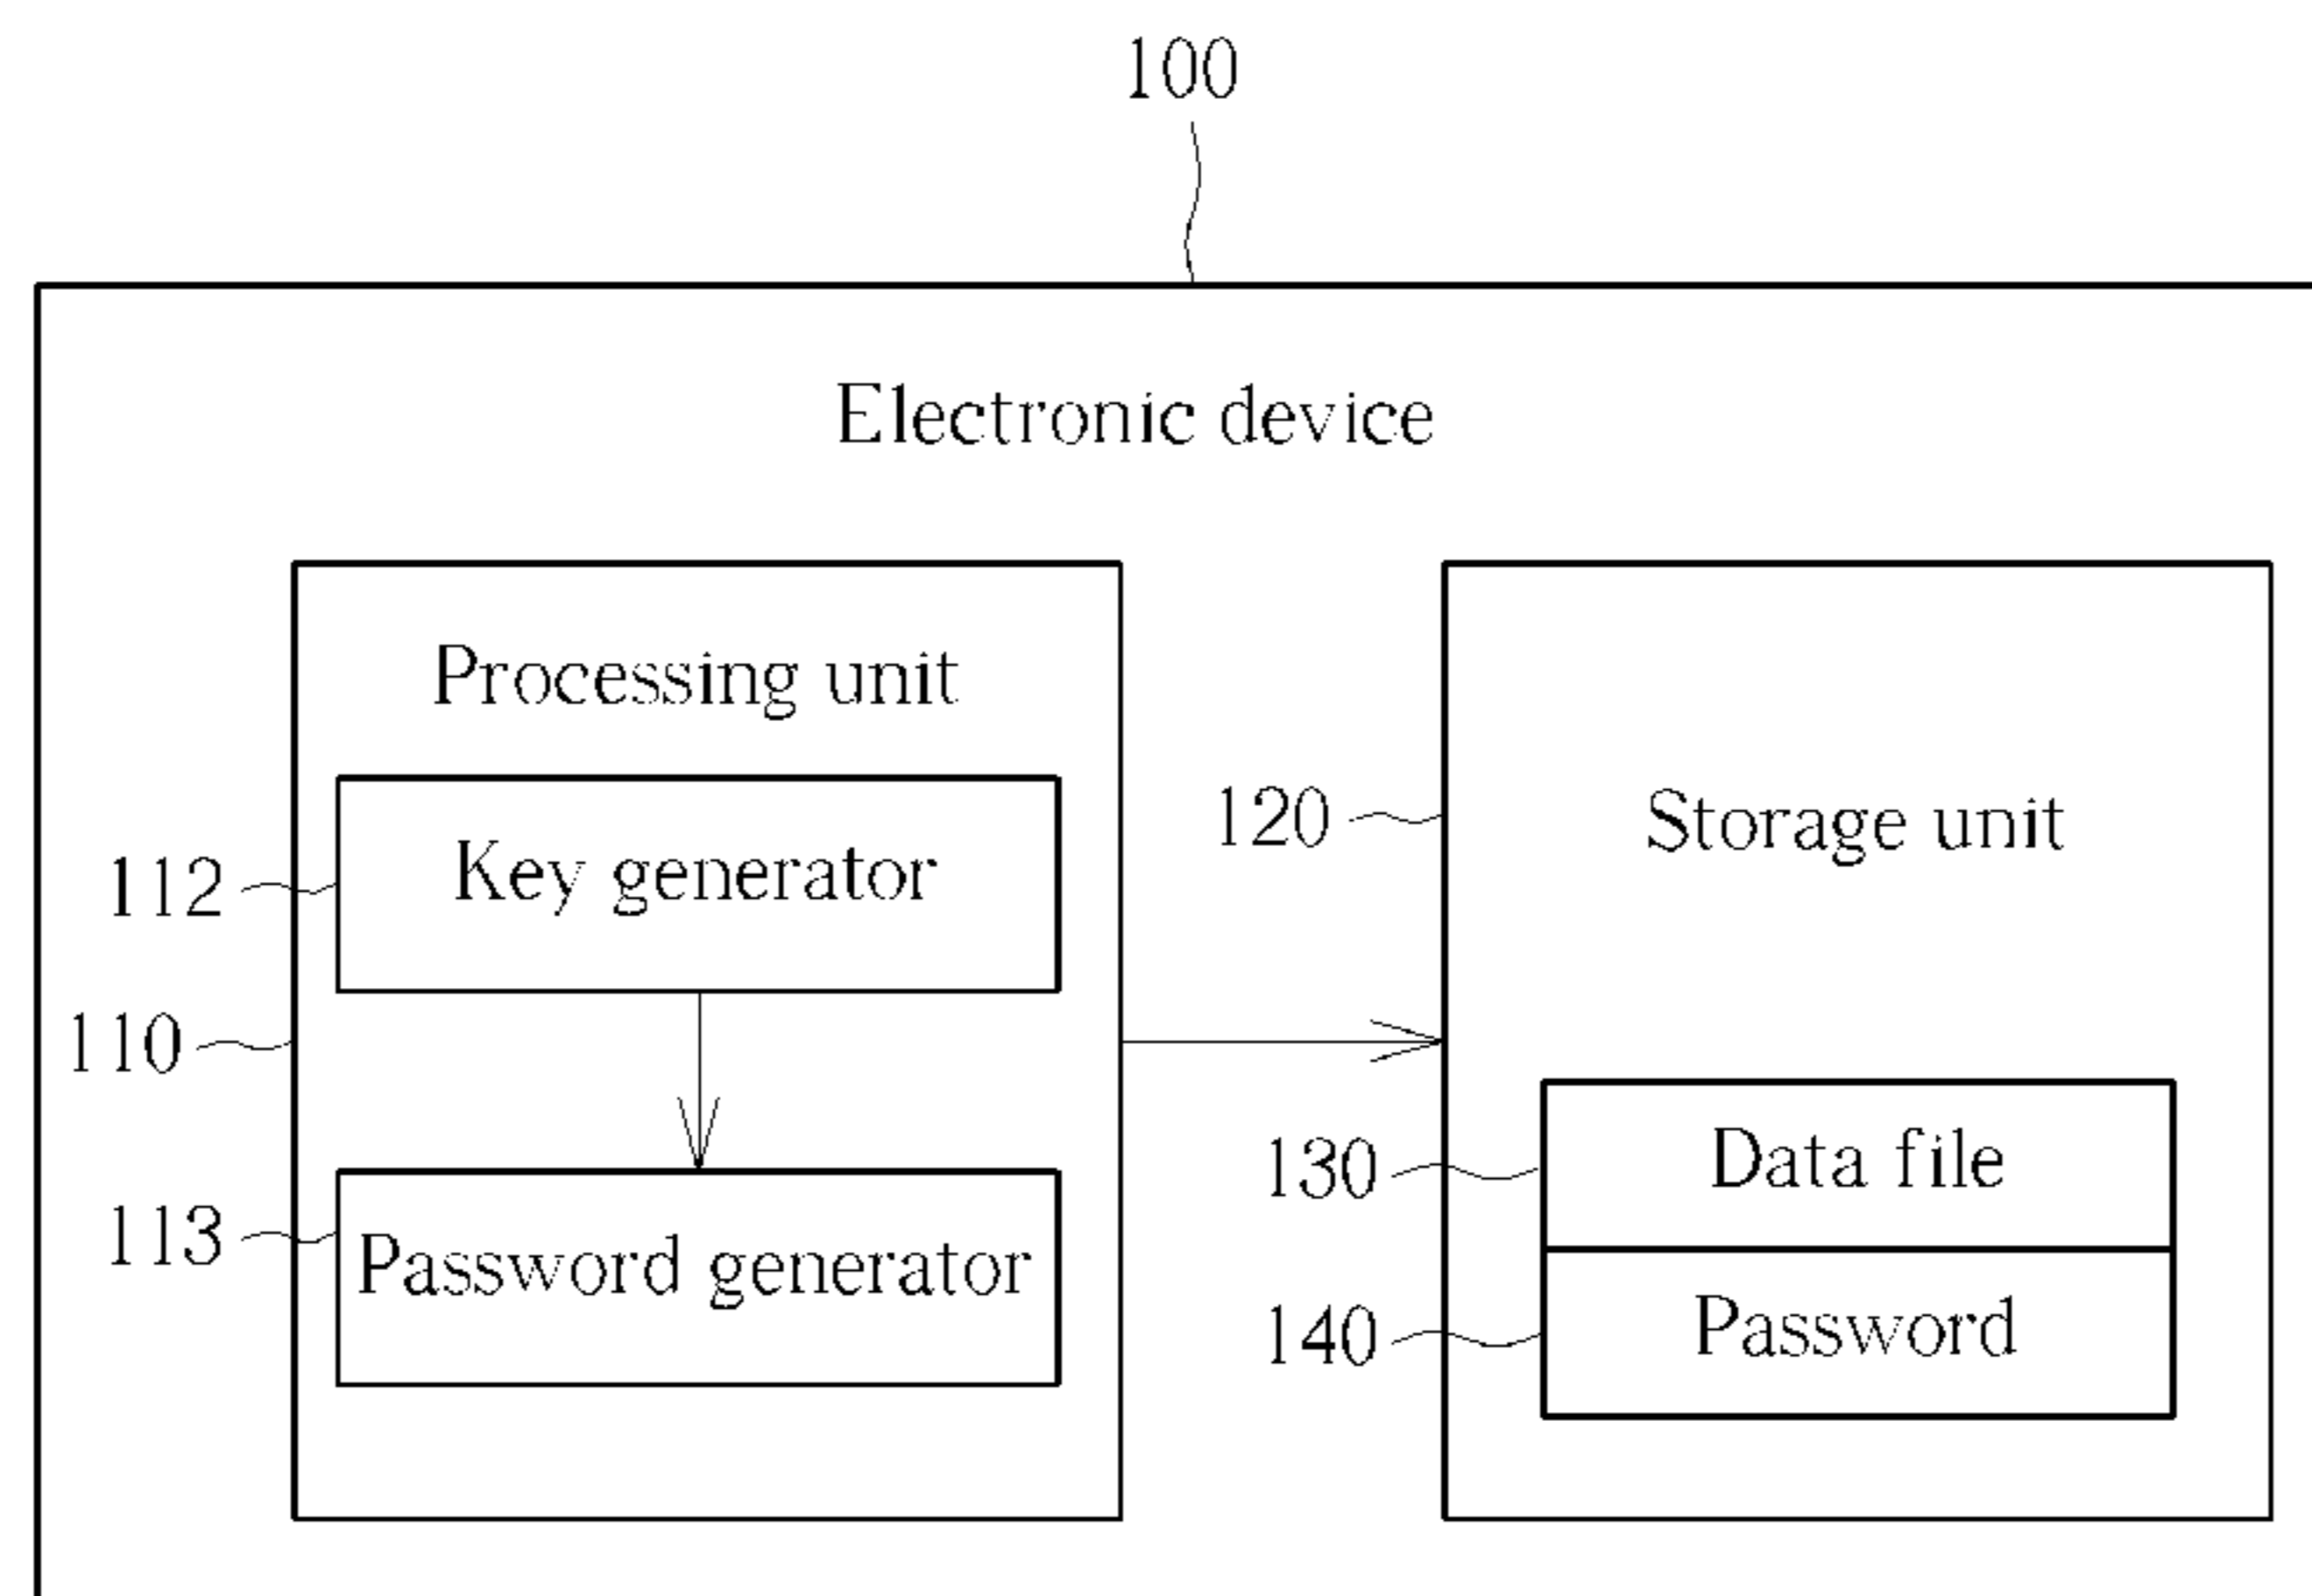 100
Electronic device
Processing unit
120
Storage unit
112
Key generator
110
130
Data file
113
Password generator
140
Password